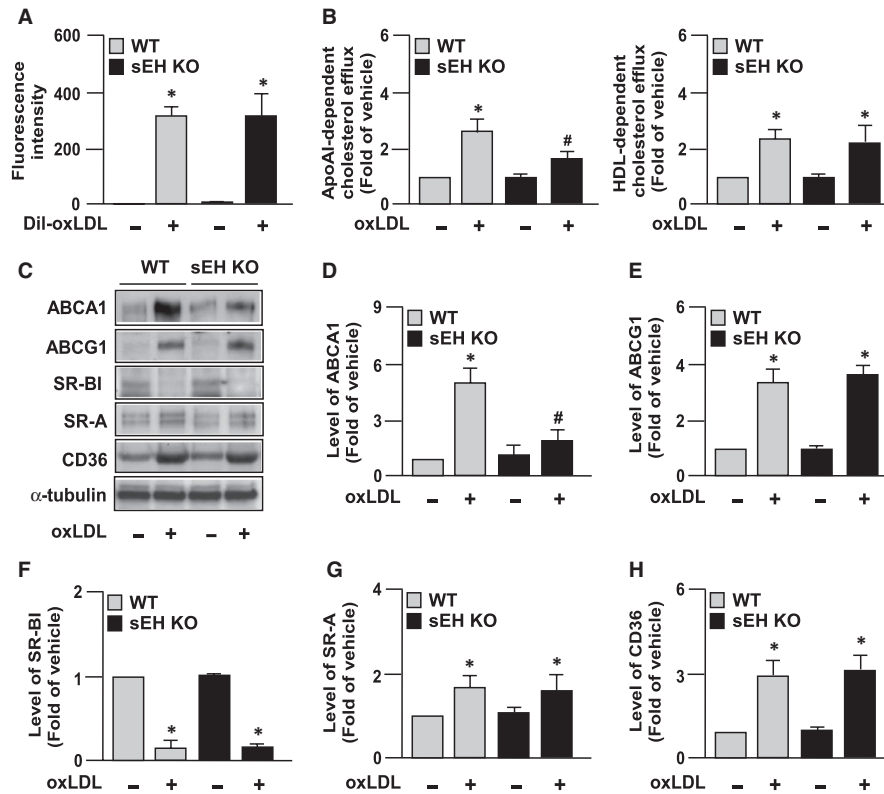 A
600
400
200
0
Fluorescence
intensity
WT
sEH KO
*
*
Dil-oxLDL − + − +
B
6
4
2
0
ApoAI-dependent
cholesterol efflux
(Fold of vehicle)
WT
sEH KO
*
#
oxLDL − + − +
6
4
2
0
HDL-dependent
cholesterol efflux
(Fold of vehicle)
WT
sEH KO
*
*
oxLDL − + − +
C
WT sEH KO
ABCA1
ABCG1
SR-BI
SR-A
CD36
α-tubulin
oxLDL − + − +
D
9
6
3
0
Level of ABCA1
(Fold of vehicle)
WT
sEH KO
*
#
oxLDL − + − +
E
6
4
2
0
Level of ABCG1
(Fold of vehicle)
WT
sEH KO
*
*
oxLDL − + − +
F
2
1
0
Level of SR-BI
(Fold of vehicle)
WT
sEH KO
*
*
oxLDL − + − +
G
4
2
0
Level of SR-A
(Fold of vehicle)
WT
sEH KO
*
*
oxLDL − + − +
H
6
3
0
Level of CD36
(Fold of vehicle)
WT
sEH KO
*
*
oxLDL − + − +